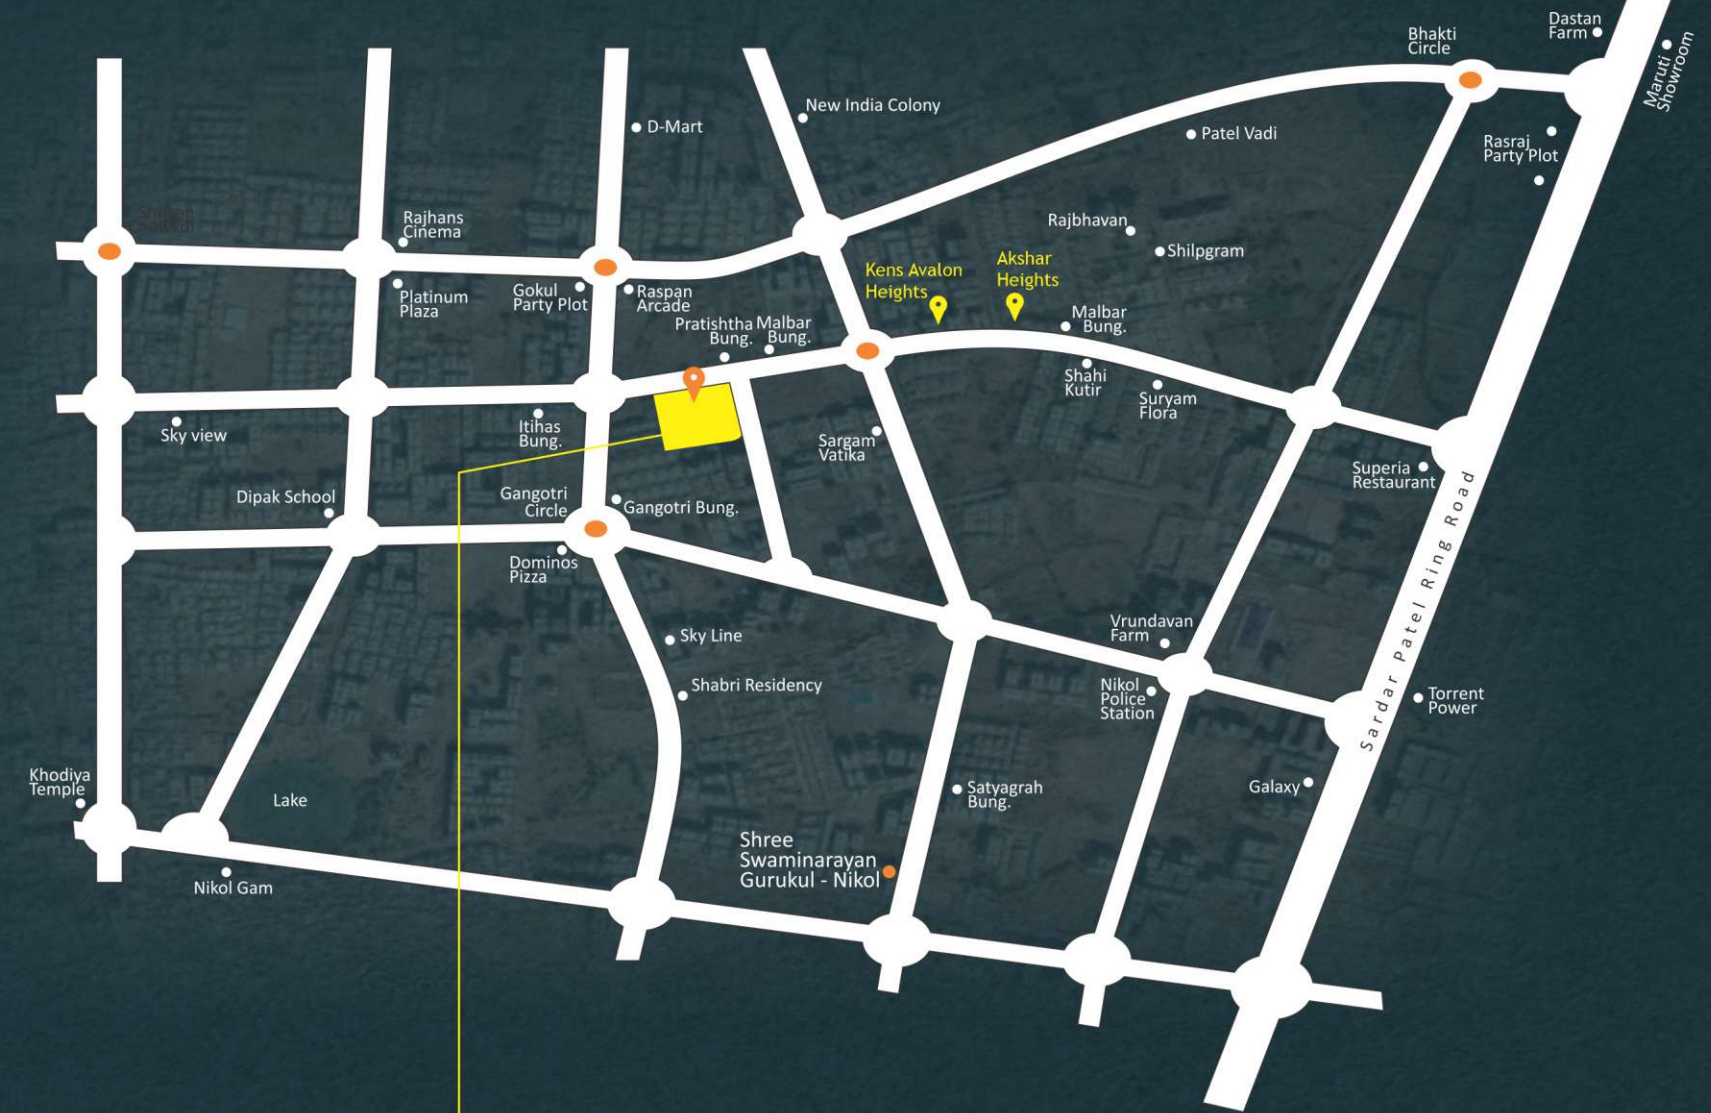 Dastan
Farm
Bhakti
Circle
Maruti
Showroom
New India Colony
D-Mart
Patel Vadi
Rasraj
Party Plot
Rajhans
Cinema
Rajbhavan
Shilpgram
Kens Avalon
Heights
Akshar
Heights
Platinum
Plaza
Gokul
Party Plot
Raspan
Arcade
Pratishtha
Bung.
Malbar
Bung.
Malbar
Bung.
Shahi
Kutir
Suryam
Flora
Sky view
Itihas
Bung.
Sargam
Vatika
Superia
Restaurant
Dipak School
Gangotri
Circle
Gangotri Bung.
Dominos
Pizza
Sardar Patel Ring Road
Sky Line
Vrundavan
Farm
Shabri Residency
Nikol
Police
Station
Torrent
Power
Khodiya
Temple
Lake
Satyagrah
Bung.
Galaxy
Shree
Swaminarayan
Gurukul - Nikol
Nikol Gam